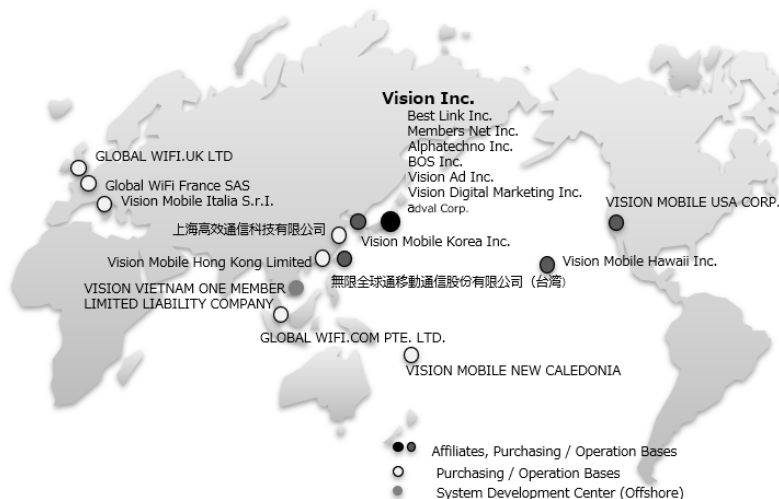 Vision Inc.
Best Link Inc.
Members Net Inc.
Alphatechno Inc.
BOS Inc.
Vision Ad Inc.
Vision Digital Marketing Inc.
adval Corp.
GLOBAL WIFI.UK LTD
Global WiFi France SAS
Vision Mobile Italia S.r.I.
VISION MOBILE USA CORP.
上海高效通信科技有限公司
Vision Mobile Korea Inc.
Vision Mobile Hong Kong Limited
Vision Mobile Hawaii Inc.
無限全球通移動通信股份有限公司（台湾）
VISION VIETNAM ONE MEMBER
LIMITED LIABILITY COMPANY
GLOBAL WIFI.COM PTE. LTD.
VISION MOBILE NEW CALEDONIA
Affiliates, Purchasing / Operation Bases
Purchasing / Operation Bases
System Development Center (Offshore)